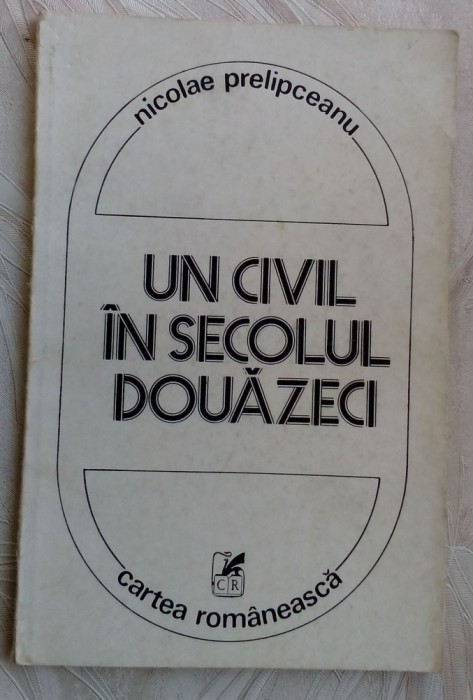 nicolae prelipceanu
UN CIVIL
ÎN SECOLUL
DOUĂZECI
CR
cartea românească